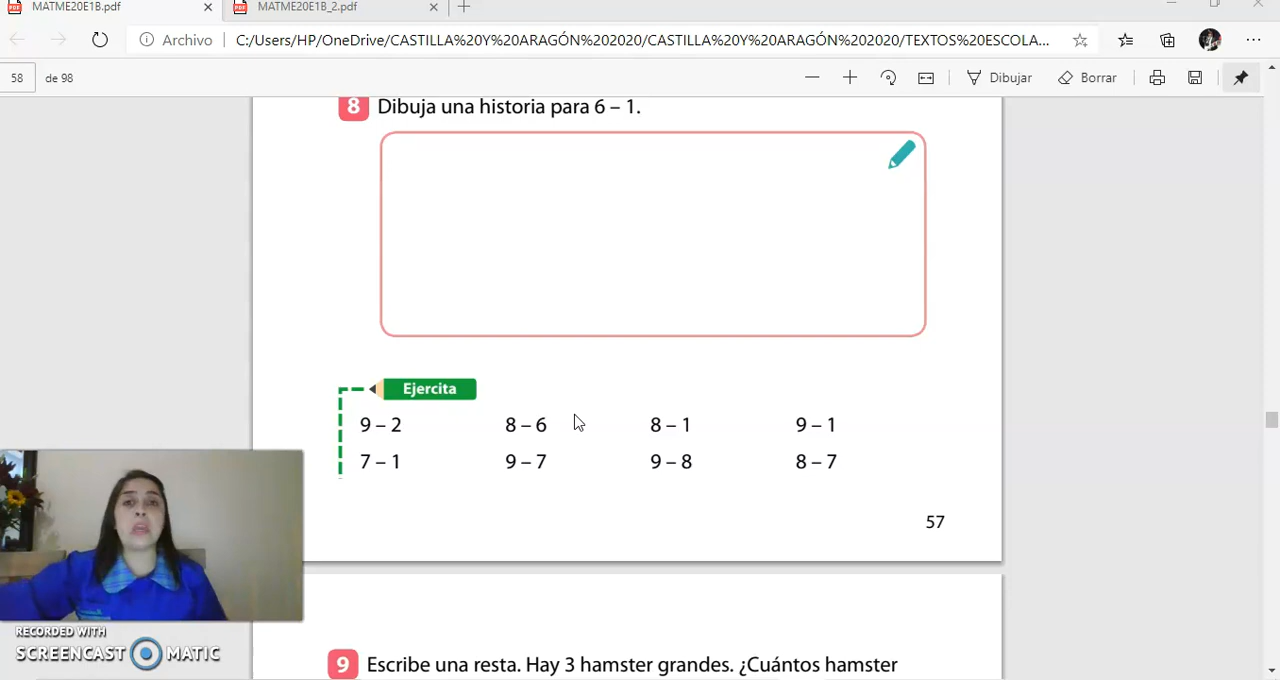 MATME20E1B.pdf
MATME20E1B_2.pdf
Archivo
C:/Users/HP/OneDrive/CASTILLA%20Y%20ARAGÓN%202020/CASTILLA%20Y%20ARAGÓN%202020/TEXTOS%20ESCOLA...
58 de 98
Dibujar
Borrar
8 Dibuja una historia para 6 – 1.
Ejercita
9 – 2 8 – 6 8 – 1 9 – 1
7 – 1 9 – 7 9 – 8 8 – 7
57
RECORDED WITH
SCREENCAST MATIC
9 Escribe una resta. Hay 3 hamster grandes. ¿Cuántos hamster